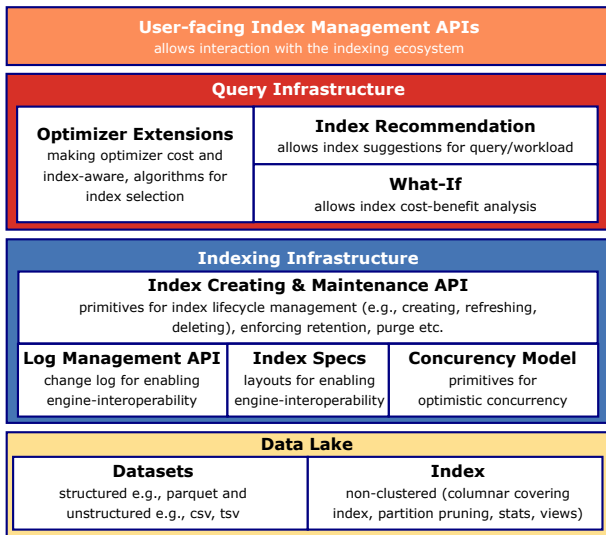 User-facing Index Management APIs
allows interaction with the indexing ecosystem
Query Infrastructure
Optimizer Extensions
making optimizer cost and
index-aware, algorithms for
index selection
Index Recommendation
allows index suggestions for query/workload
What-If
allows index cost-benefit analysis
Indexing Infrastructure
Index Creating & Maintenance API
primitives for index lifecycle management (e.g., creating, refreshing,
deleting), enforcing retention, purge etc.
Log Management API
change log for enabling
engine-interoperability
Index Specs
layouts for enabling
engine-interoperability
Concurency Model
primitives for
optimistic concurrency
Data Lake
Datasets
structured e.g., parquet and
unstructured e.g., csv, tsv
Index
non-clustered (columnar covering
index, partition pruning, stats, views)